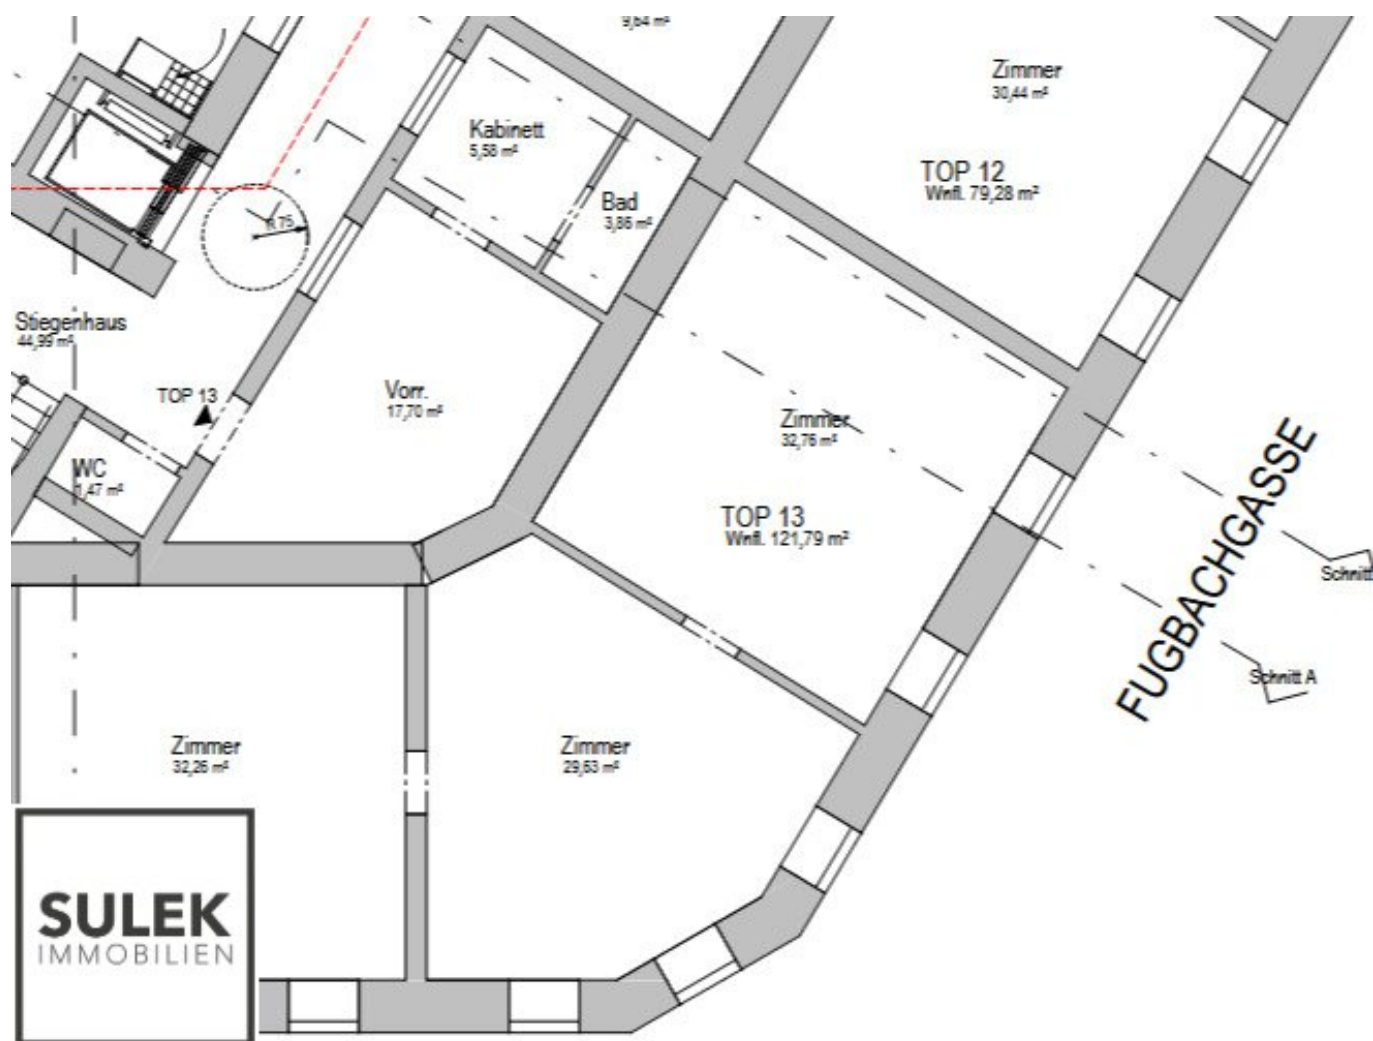 9,64 m²
Zimmer
30,44 m²
Kabinett
5,58 m²
TOP 12
Wnfl. 79,28 m²
Bad
3,86 m²
R 75
Stiegenhaus
44,99 m²
TOP 13
Vorr.
17,70 m²
Zimmer
32,76 m²
WC
1,47 m²
TOP 13
Wnfl. 121,79 m²
FUGBACHGASSE
Schnitt
Schnitt A
Zimmer
32,26 m²
Zimmer
29,63 m²
SULEK
IMMOBILIEN